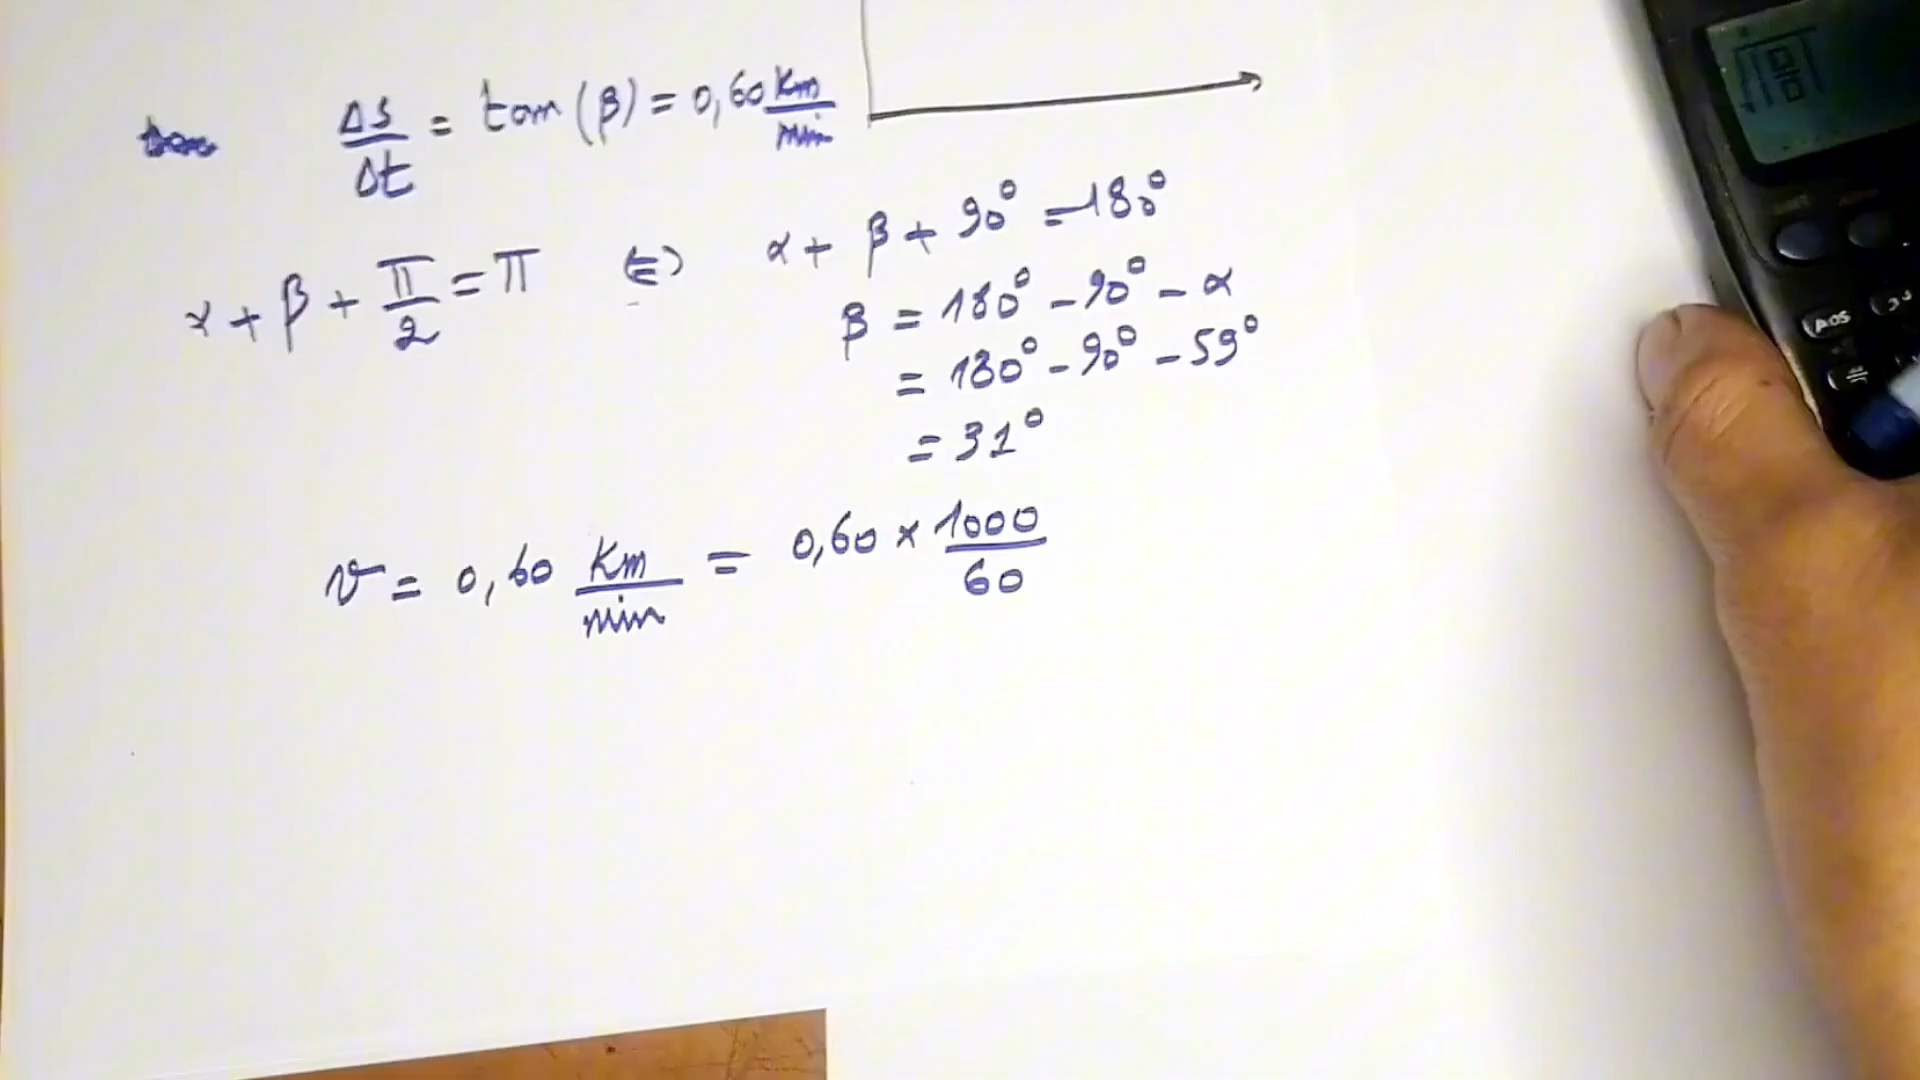 Δs/Δt = tan(β) = 0,60 Km/min
α + β + π/2 = π ⇔ α + β + 90° = 180°
β = 180° - 90° - α
= 180° - 90° - 59°
= 31°
v = 0,60 Km/min = 0,60 × 1000/60